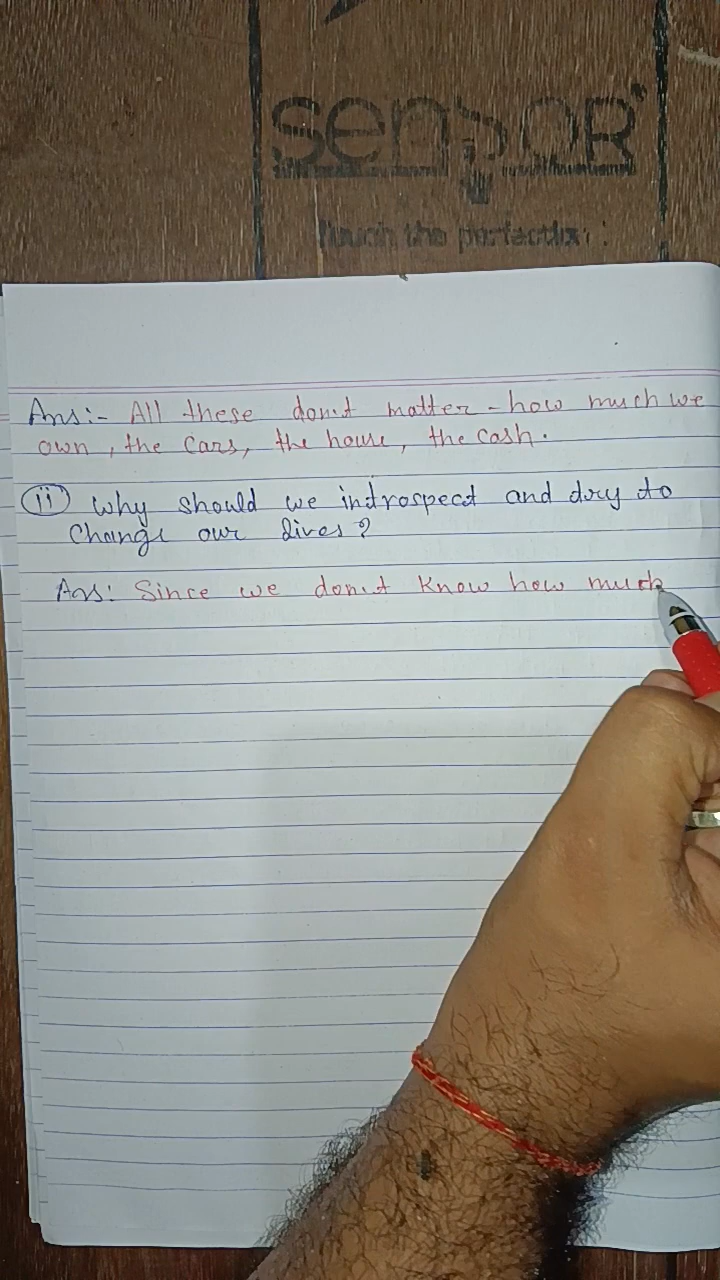 SenSOR
Touch the perfection
Ans:- All these don't matter - how much we
own, the cars, the house, the cash.
(ii) Why should we introspect and dry to
Change our lives?
Ans: Since we don't know how much